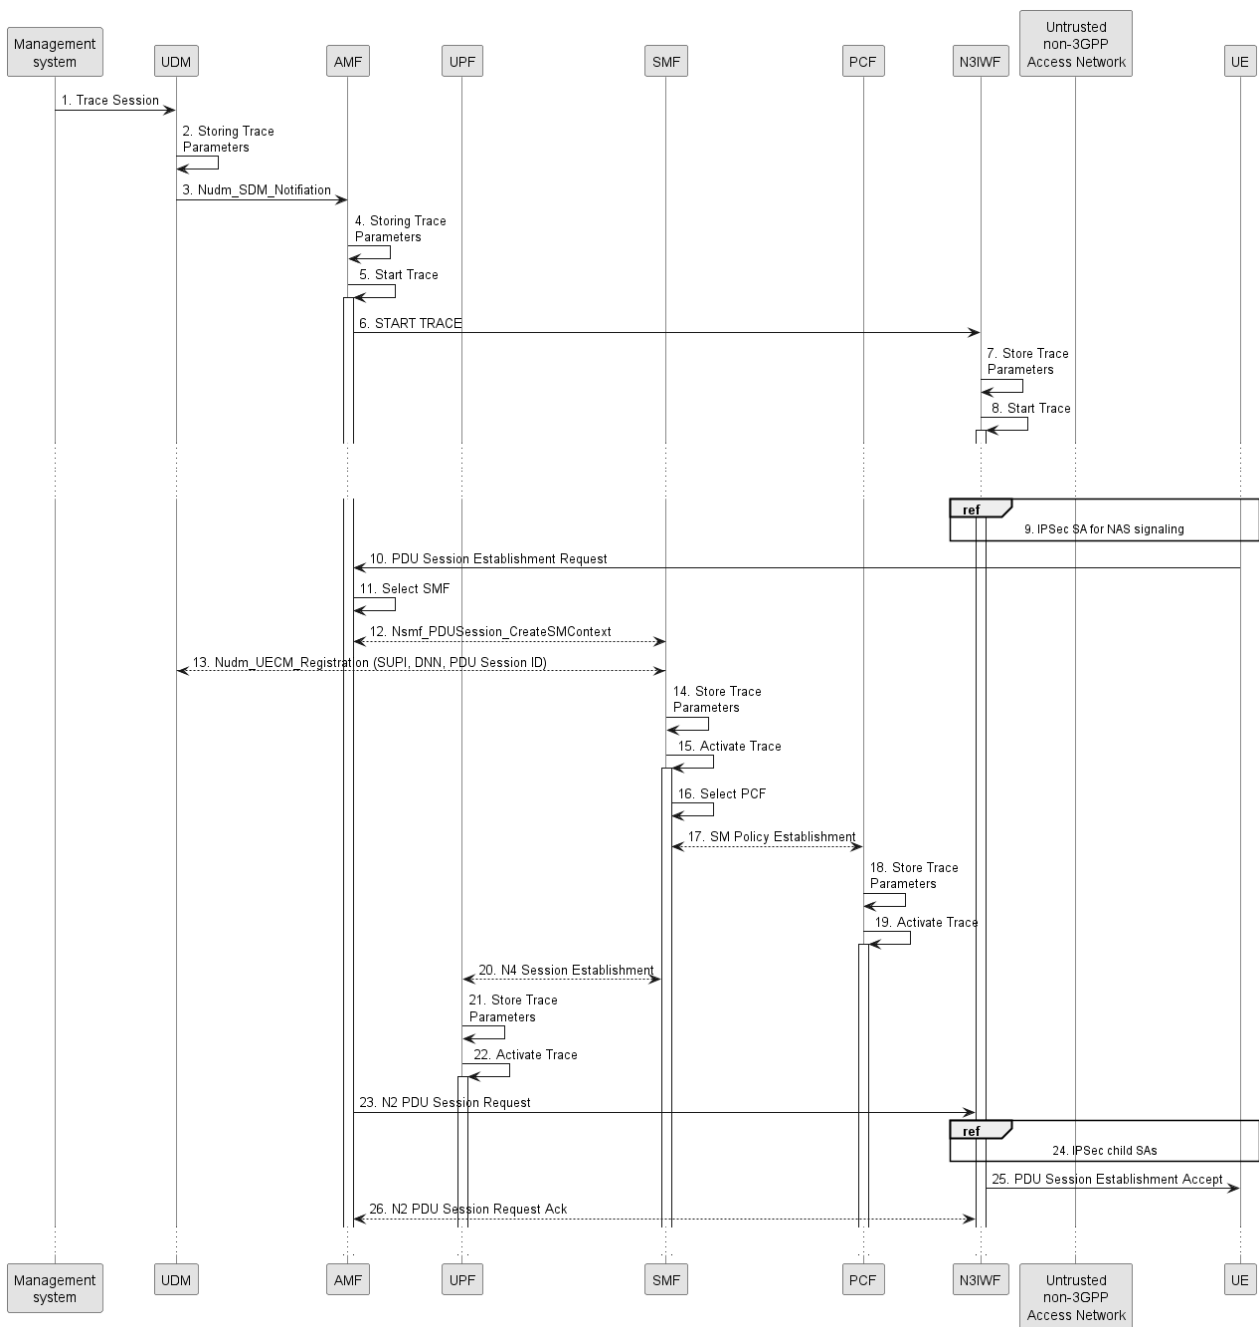 Management
system
UDM
AMF
UPF
SMF
PCF
N3IWF
Untrusted
non-3GPP
Access Network
UE
1. Trace Session
2. Storing Trace
Parameters
3. Nudm_SDM_Notifiation
4. Storing Trace
Parameters
5. Start Trace
6. START TRACE
7. Store Trace
Parameters
8. Start Trace
ref
9. IPSec SA for NAS signaling
10. PDU Session Establishment Request
11. Select SMF
12. Nsmf_PDUSession_CreateSMContext
13. Nudm_UECM_Registration (SUPI, DNN, PDU Session ID)
14. Store Trace
Parameters
15. Activate Trace
16. Select PCF
17. SM Policy Establishment
18. Store Trace
Parameters
19. Activate Trace
20. N4 Session Establishment
21. Store Trace
Parameters
22. Activate Trace
23. N2 PDU Session Request
ref
24. IPSec child SAs
25. PDU Session Establishment Accept
26. N2 PDU Session Request Ack
Management
system
UDM
AMF
UPF
SMF
PCF
N3IWF
Untrusted
non-3GPP
Access Network
UE